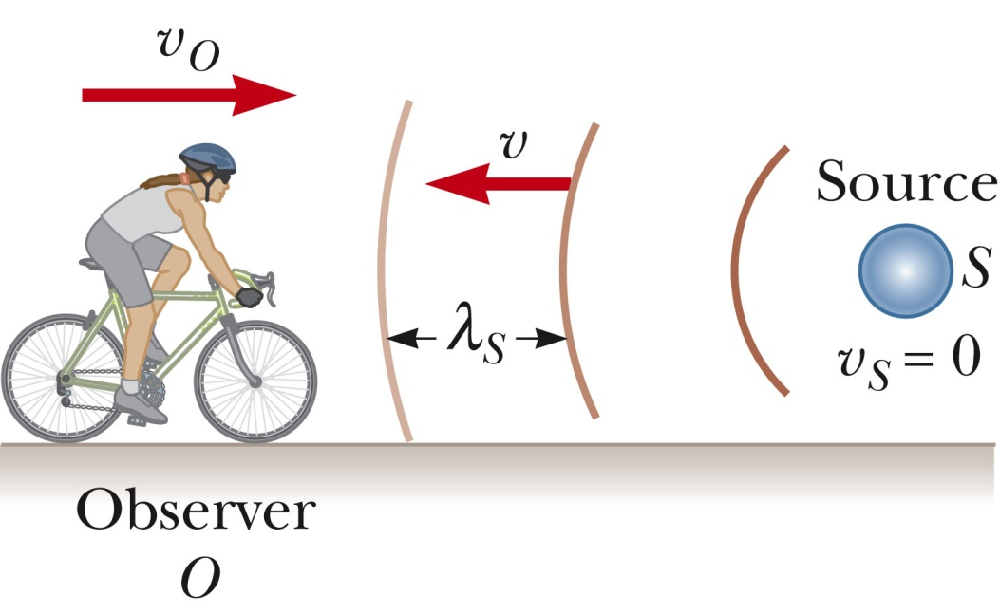 v_O
v
Source
S
λ_S
v_S = 0
Observer
O